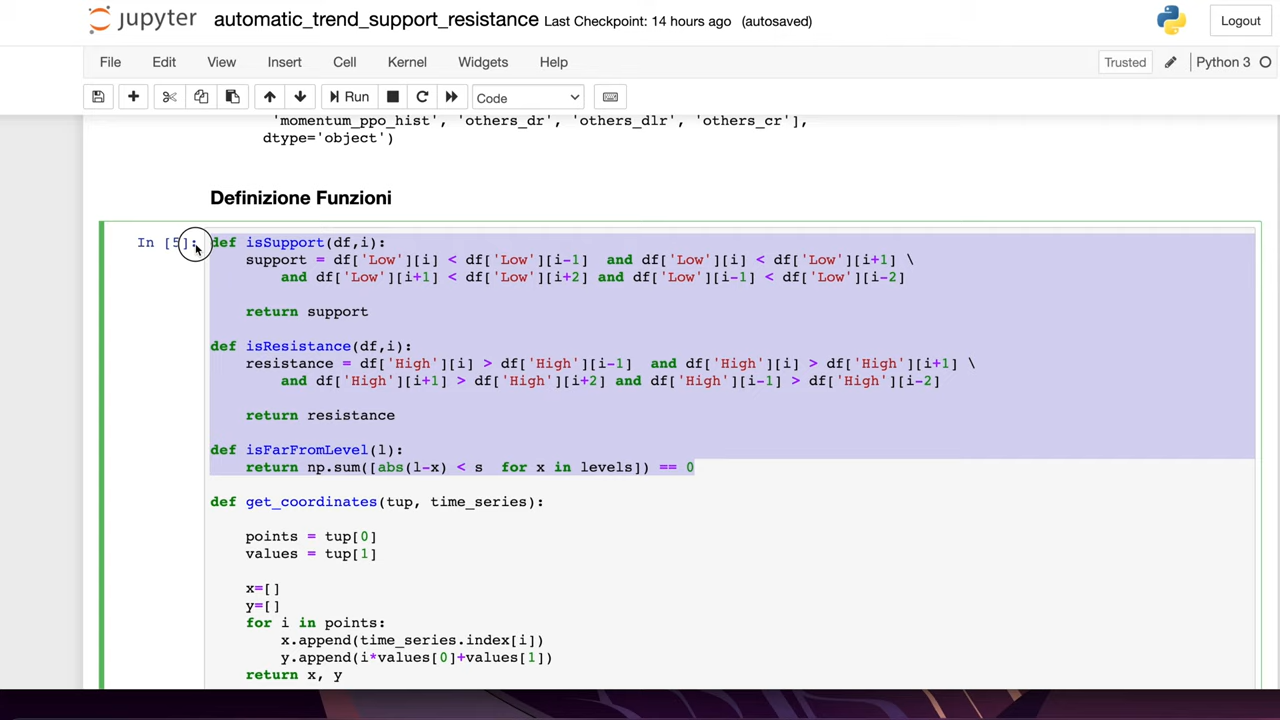 jupyter automatic_trend_support_resistance Last Checkpoint: 14 hours ago (autosaved) Logout
File Edit View Insert Cell Kernel Widgets Help Trusted Python 3
Run Code
'momentum_ppo_hist', 'others_dr', 'others_dlr', 'others_cr'],
dtype='object')
Definizione Funzioni
In [5]: def isSupport(df,i):
support = df['Low'][i] < df['Low'][i-1]  and df['Low'][i] < df['Low'][i+1] \
and df['Low'][i+1] < df['Low'][i+2] and df['Low'][i-1] < df['Low'][i-2]
return support
def isResistance(df,i):
resistance = df['High'][i] > df['High'][i-1]  and df['High'][i] > df['High'][i+1] \
and df['High'][i+1] > df['High'][i+2] and df['High'][i-1] > df['High'][i-2]
return resistance
def isFarFromLevel(l):
return np.sum([abs(l-x) < s  for x in levels]) == 0
def get_coordinates(tup, time_series):
points = tup[0]
values = tup[1]
x=[]
y=[]
for i in points:
x.append(time_series.index[i])
y.append(i*values[0]+values[1])
return x, y